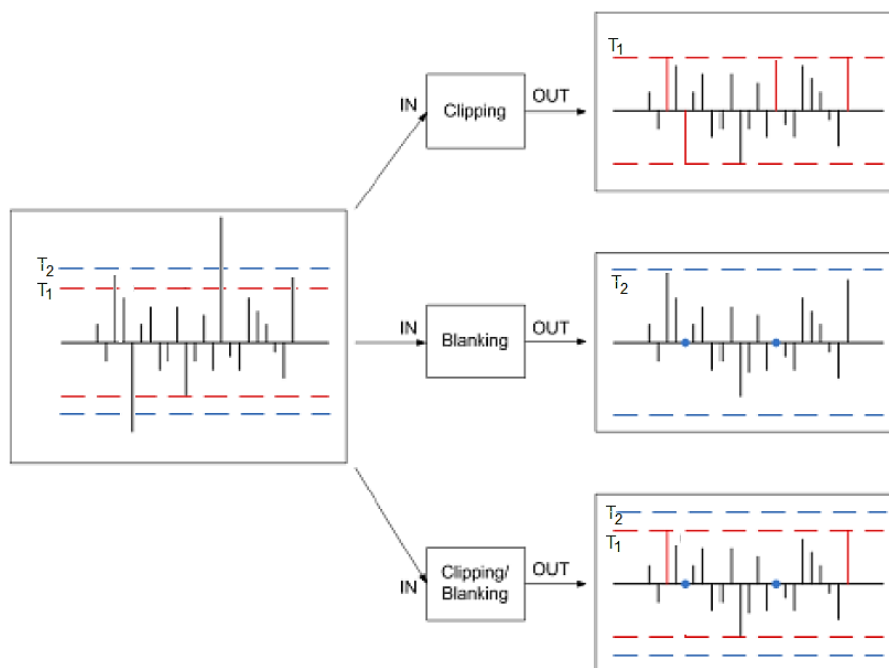 T1
IN
Clipping
OUT
T2
T1
IN
Blanking
OUT
T2
IN
Clipping/
Blanking
OUT
T2
T1